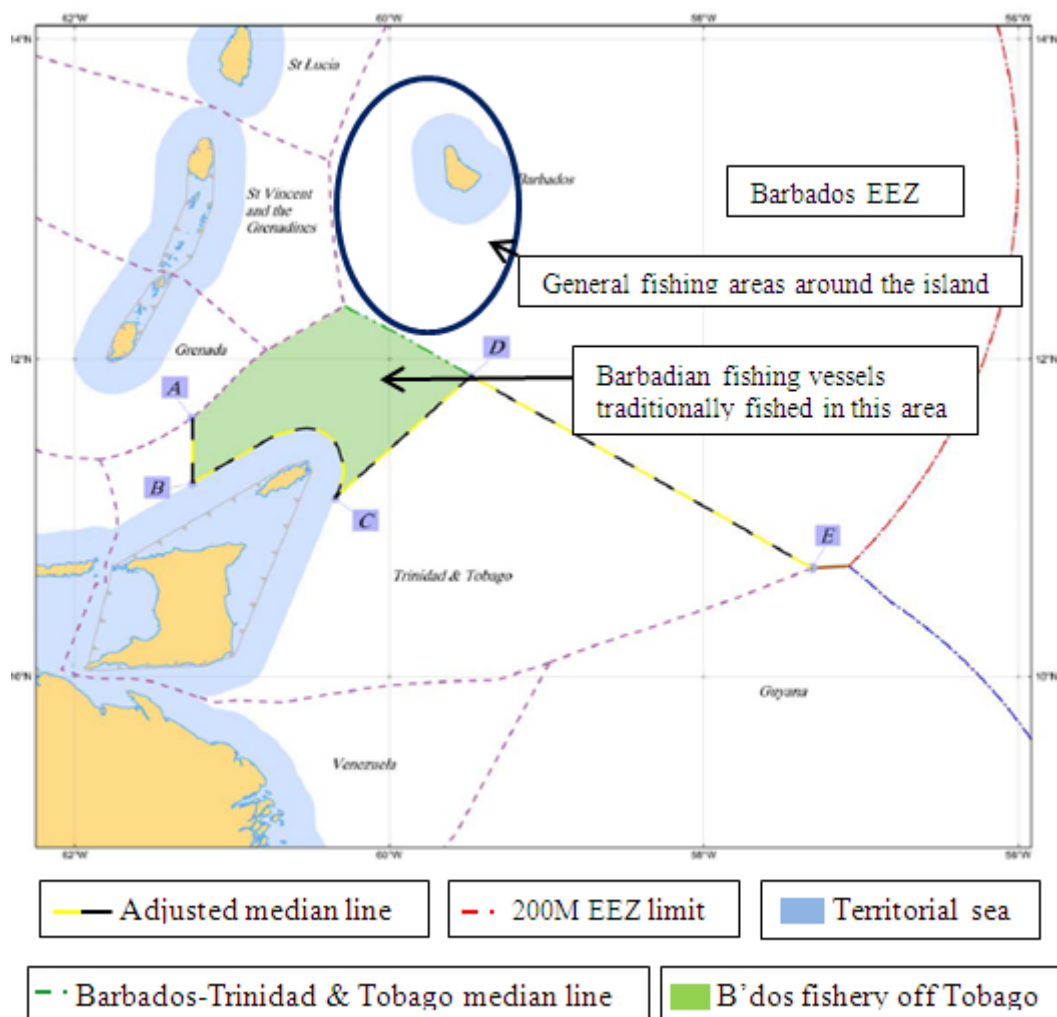 62°W
60°W
58°W
56°W
14°N
14°N
St Lucia
Barbados
Barbados EEZ
St Vincent
and the
Grenadines
General fishing areas around the island
12°N
12°N
Grenada
D
A
Barbadian fishing vessels
traditionally fished in this area
B
C
E
Trinidad & Tobago
10°N
10°N
Guyana
Venezuela
62°W
60°W
58°W
56°W
Adjusted median line
200M EEZ limit
Territorial sea
Barbados-Trinidad & Tobago median line
B'dos fishery off Tobago